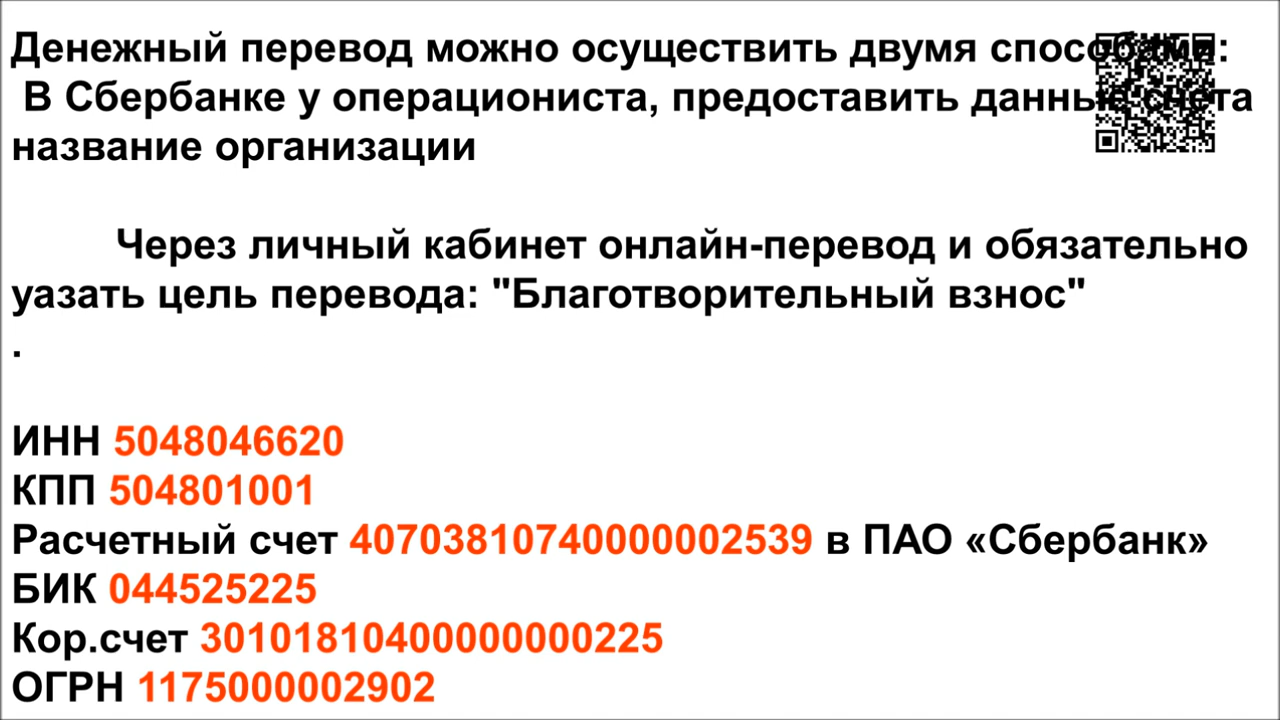 Денежный перевод можно осуществить двумя способами:
В Сбербанке у операциониста, предоставить данные счета
название организации
Через личный кабинет онлайн-перевод и обязательно
уазать цель перевода: "Благотворительный взнос"
.
ИНН 5048046620
КПП 504801001
Расчетный счет 40703810740000002539 в ПАО «Сбербанк»
БИК 044525225
Кор.счет 30101810400000000225
ОГРН 1175000002902